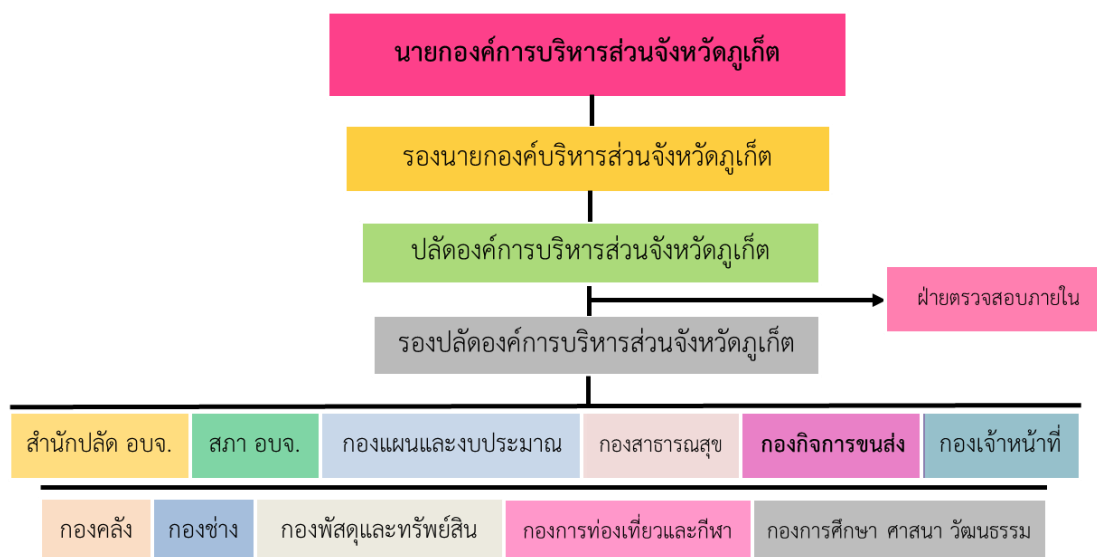 นายกองค์การบริหารส่วนจังหวัดภูเก็ต
รองนายกองค์บริหารส่วนจังหวัดภูเก็ต
ปลัดองค์การบริหารส่วนจังหวัดภูเก็ต
ฝ่ายตรวจสอบภายใน
รองปลัดองค์การบริหารส่วนจังหวัดภูเก็ต
สำนักปลัด อบจ.
สภา อบจ.
กองแผนและงบประมาณ
กองสาธารณสุข
กองกิจการขนส่ง
กองเจ้าหน้าที่
กองคลัง
กองช่าง
กองพัสดุและทรัพย์สิน
กองการท่องเที่ยวและกีฬา
กองการศึกษา ศาสนา วัฒนธรรม